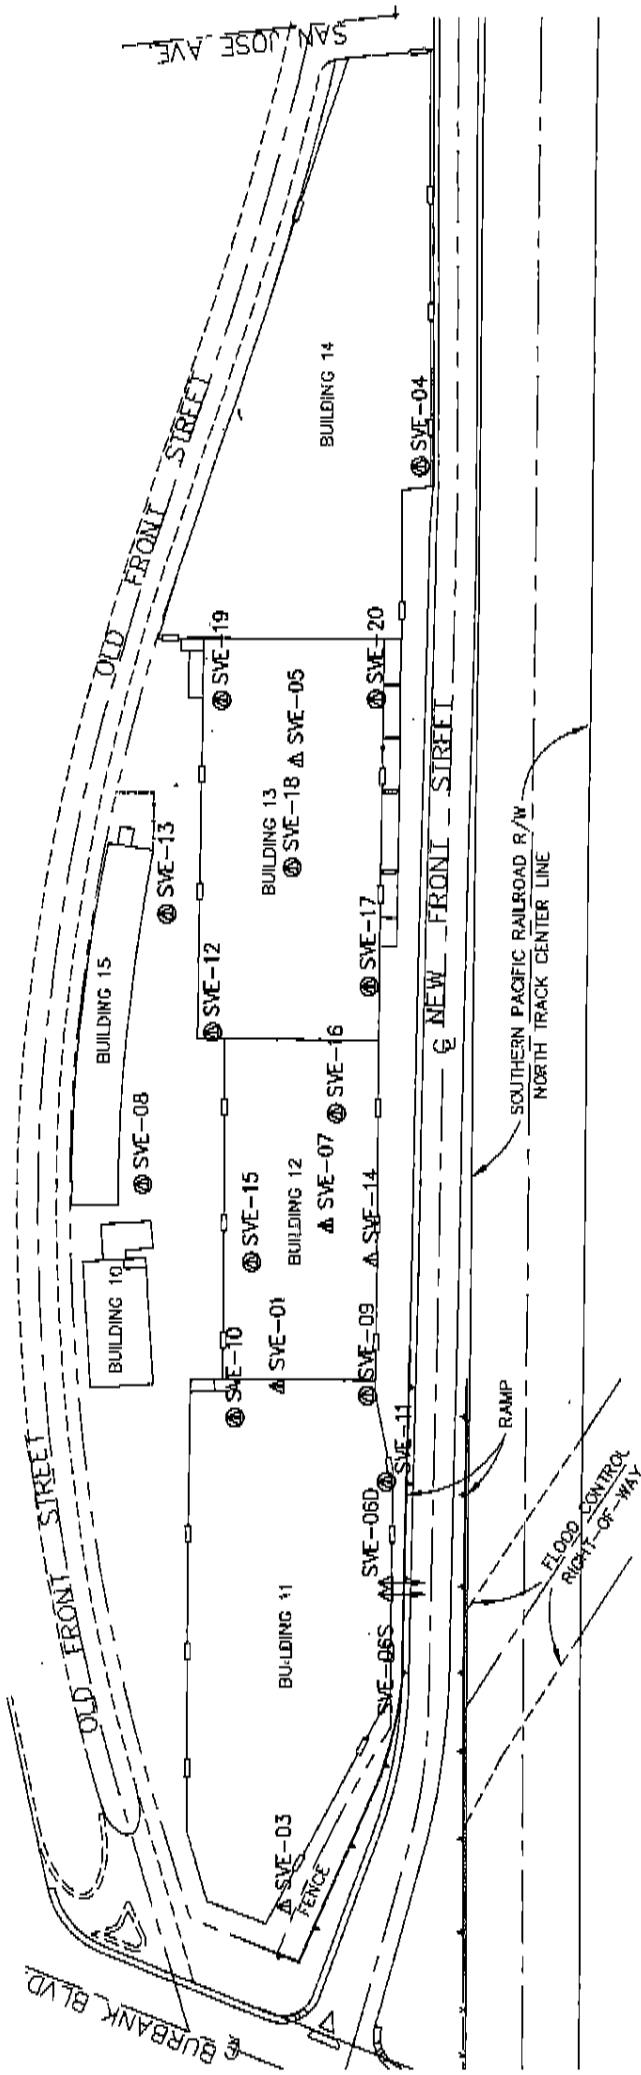 SAN JOSE AVE
OLD FRONT STREET
BUILDING 14
SVE-04
SVE-19
SVE-20
SVE-05
BUILDING 13
SVE-18
SVE-13
SVE-17
BUILDING 15
SVE-12
NEW FRONT STREET
SOUTHERN PACIFIC RAILROAD R/W
NORTH TRACK CENTER LINE
SVE-16
SVE-08
SVE-07
BUILDING 12
SVE-15
SVE-14
BUILDING 10
SVE-01
SVE-10
SVE-09
SVE-11
RAMP
SVE-06D
FLOOD CONTROL
RIGHT-OF-WAY
OLD FRONT STREET
BUILDING 11
SVE-06S
SVE-03
FENCE
BURBANK BLVD.